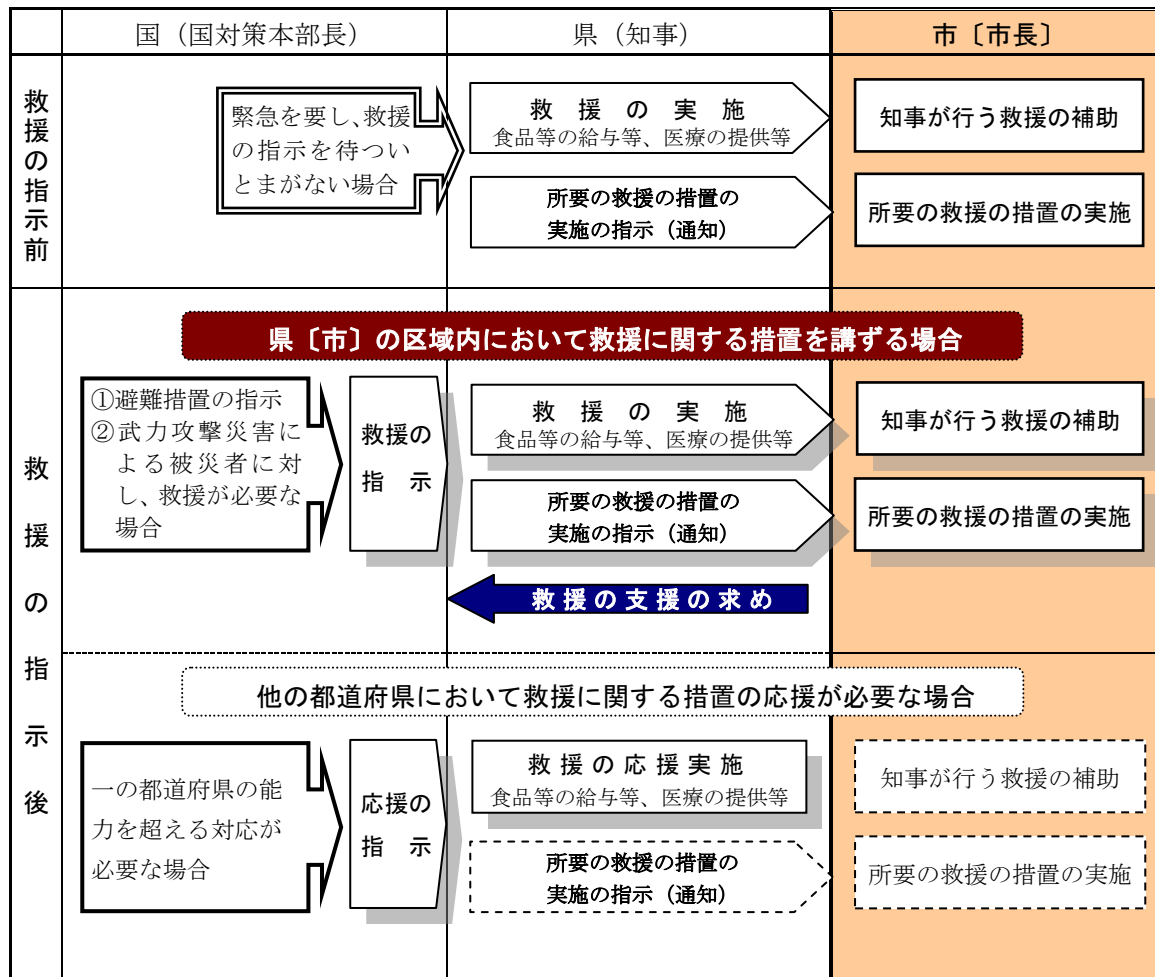 国（国対策本部長）
県（知事）
市〔市長〕
救援の指示前
緊急を要し、救援
の指示を待つい
とまがない場合
救援の実施
食品等の給与等、医療の提供等
知事が行う救援の補助
所要の救援の措置の
実施の指示（通知）
所要の救援の措置の実施
救援の指示後
県〔市〕の区域内において救援に関する措置を講ずる場合
①避難措置の指示
②武力攻撃災害に
よる被災者に対
し、救援が必要な
場合
救援の
指示
救援の実施
食品等の給与等、医療の提供等
知事が行う救援の補助
所要の救援の措置の
実施の指示（通知）
所要の救援の措置の実施
救援の支援の求め
他の都道府県において救援に関する措置の応援が必要な場合
一の都道府県の能
力を超える対応が
必要な場合
応援の
指示
救援の応援実施
食品等の給与等、医療の提供等
知事が行う救援の補助
所要の救援の措置の
実施の指示（通知）
所要の救援の措置の実施